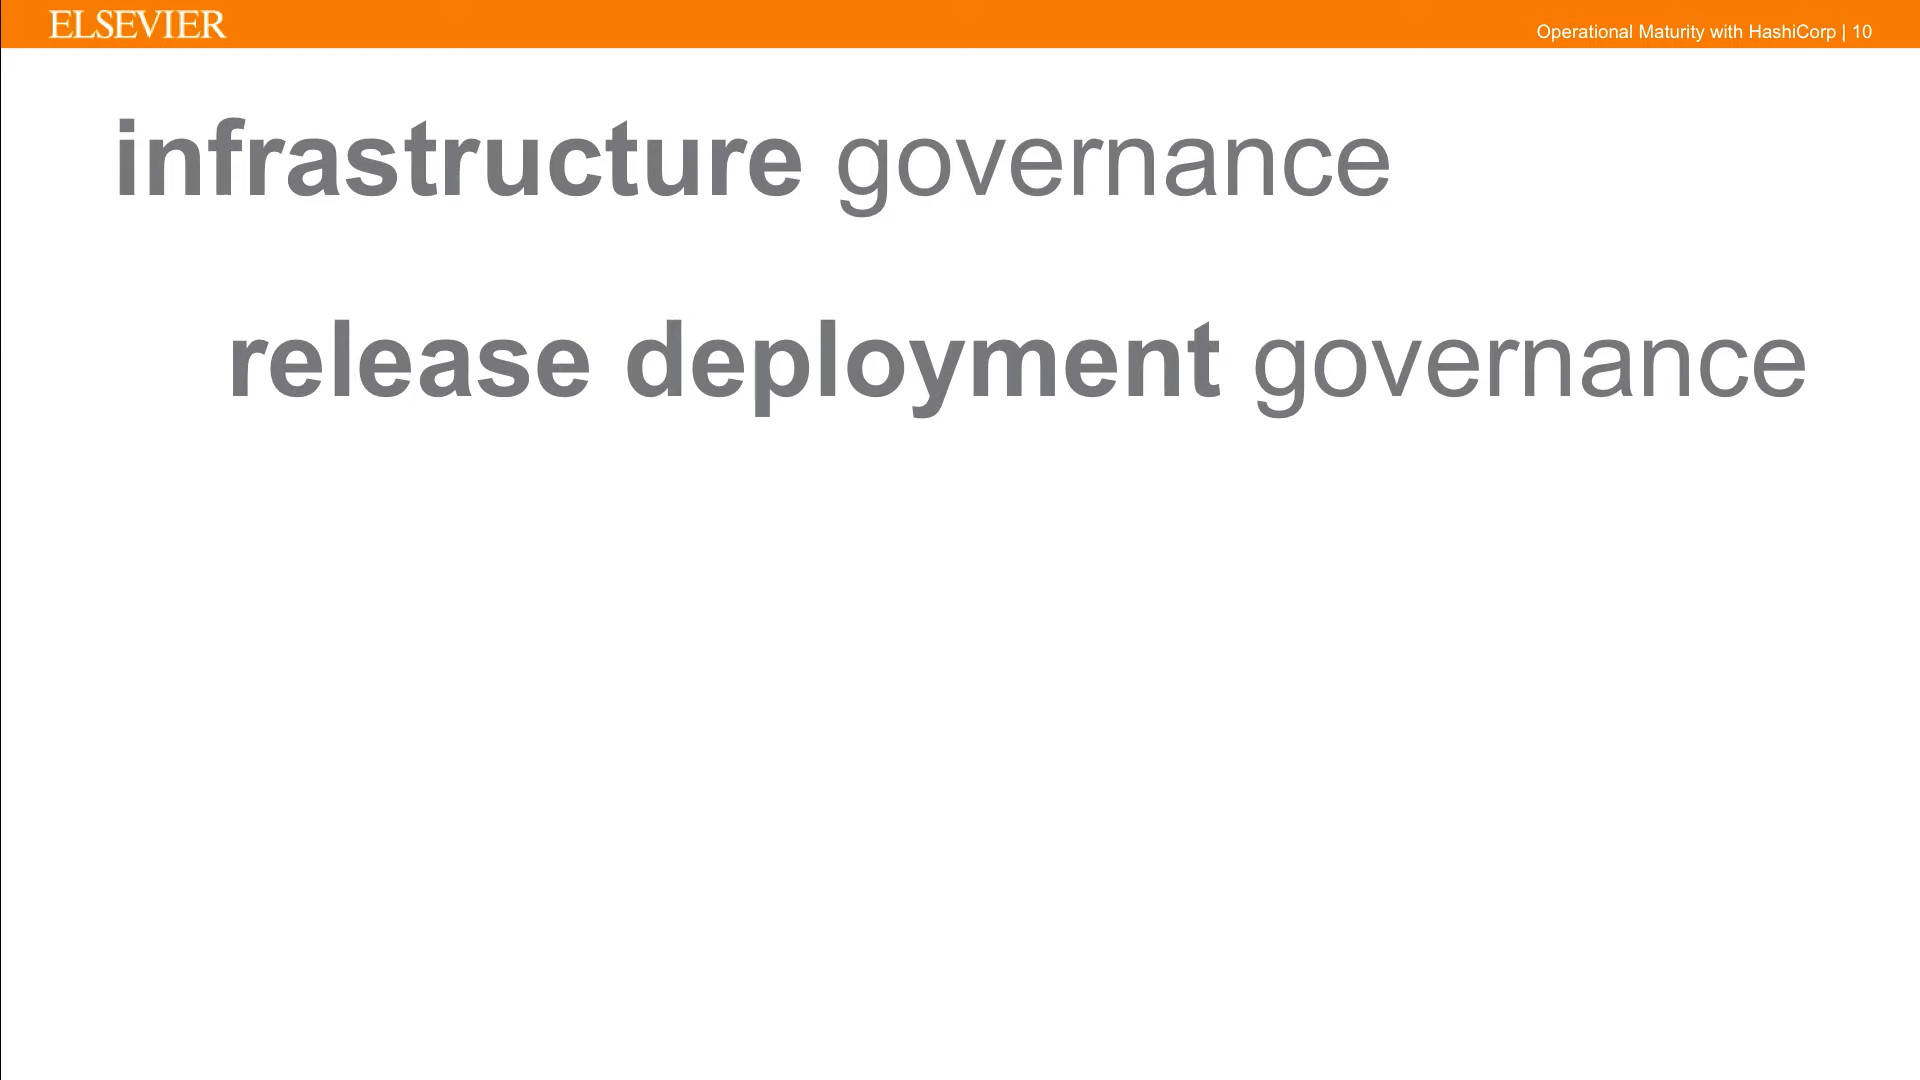 ELSEVIER
Operational Maturity with HashiCorp | 10
infrastructure governance
release deployment governance